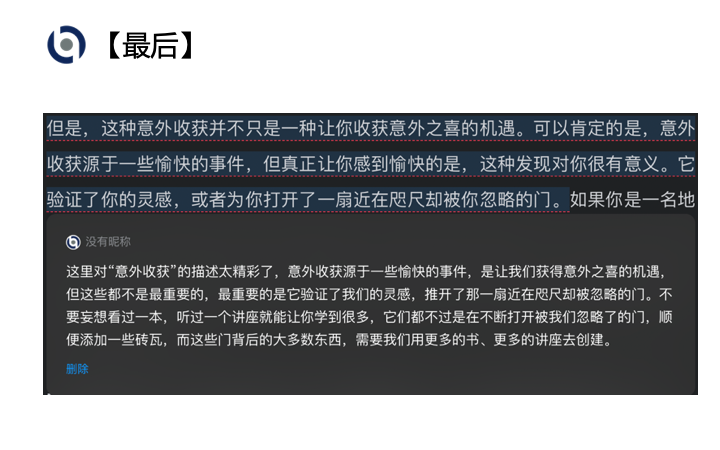 【最后】
但是，这种意外收获并不只是一种让你收获意外之喜的机遇。可以肯定的是，意外
收获源于一些愉快的事件，但真正让你感到愉快的是，这种发现对你很有意义。它
验证了你的灵感，或者为你打开了一扇近在咫尺却被你忽略的门。如果你是一名地
没有昵称
这里对“意外收获”的描述太精彩了，意外收获源于一些愉快的事件，是让我们获得意外之喜的机遇，
但这些都不是最重要的，最重要的是它验证了我们的灵感，推开了那一扇近在咫尺却被忽略的门。不
要妄想看过一本，听过一个讲座就能让你学到很多，它们都不过是在不断打开被我们忽略了的门，顺
便添加一些砖瓦，而这些门背后的大多数东西，需要我们用更多的书、更多的讲座去创建。
删除